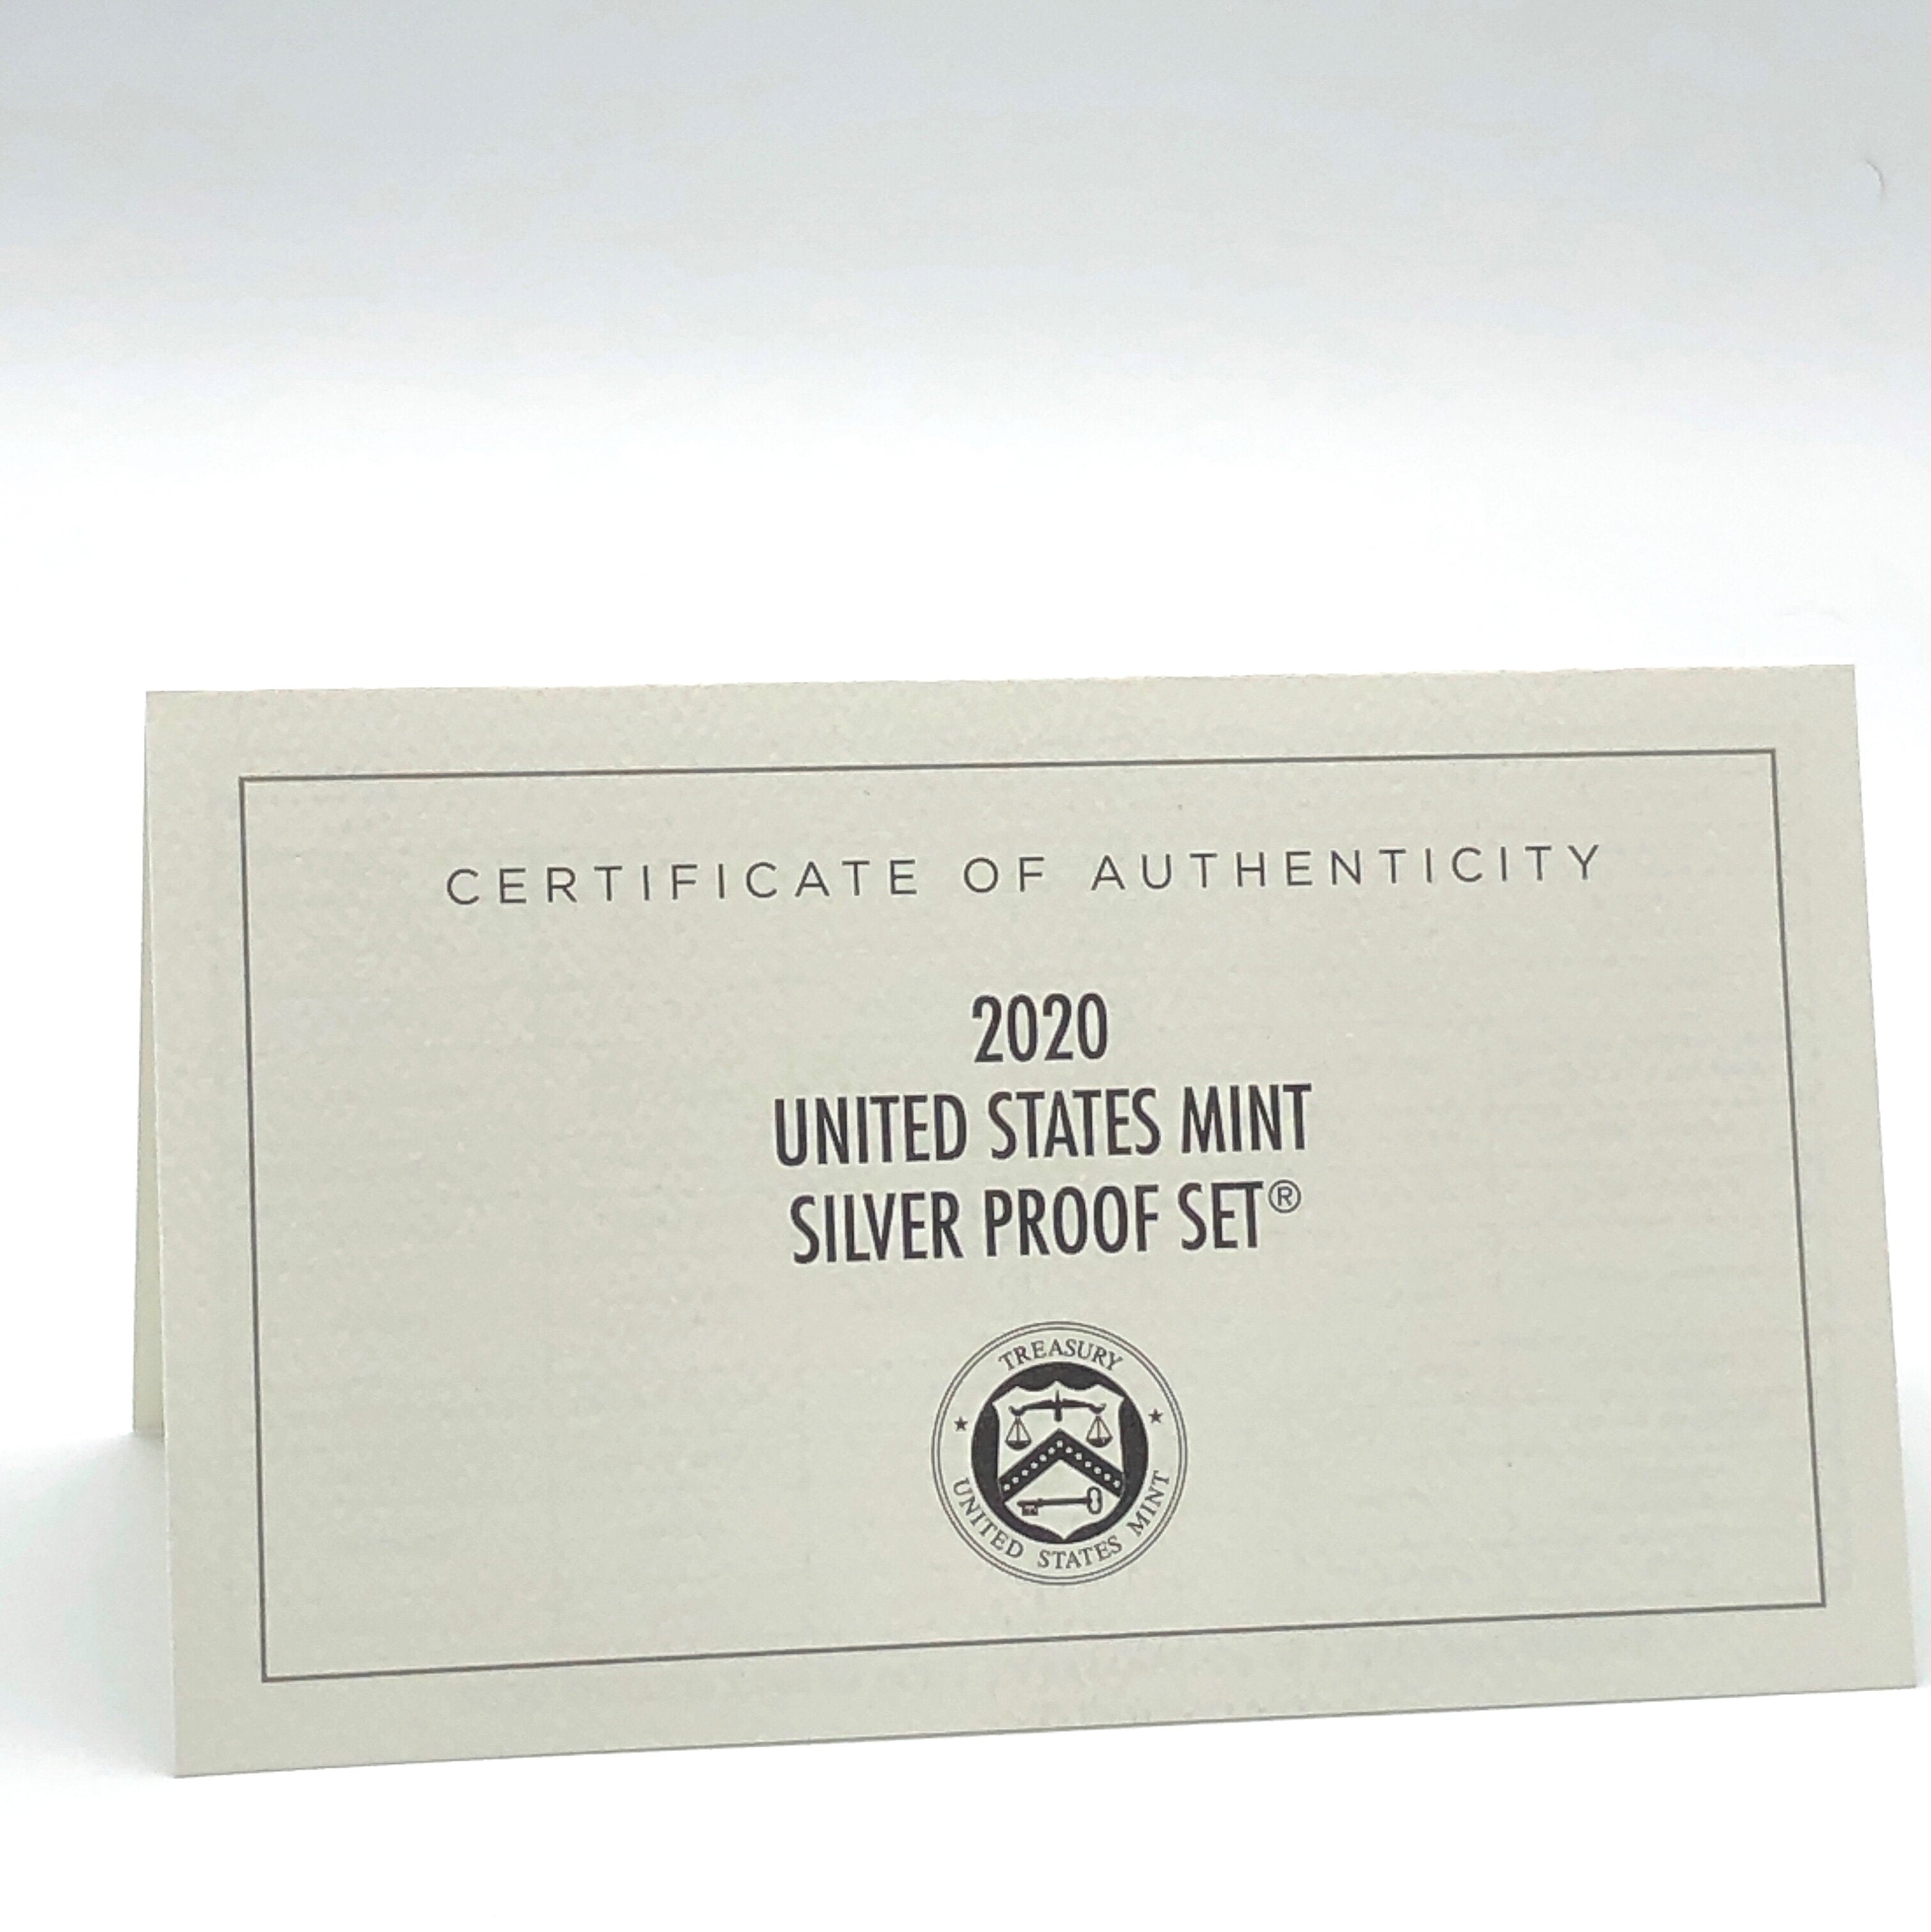 CERTIFICATE OF AUTHENTICITY
2020
UNITED STATES MINT
SILVER PROOF SET®
TREASURY
UNITED STATES MINT